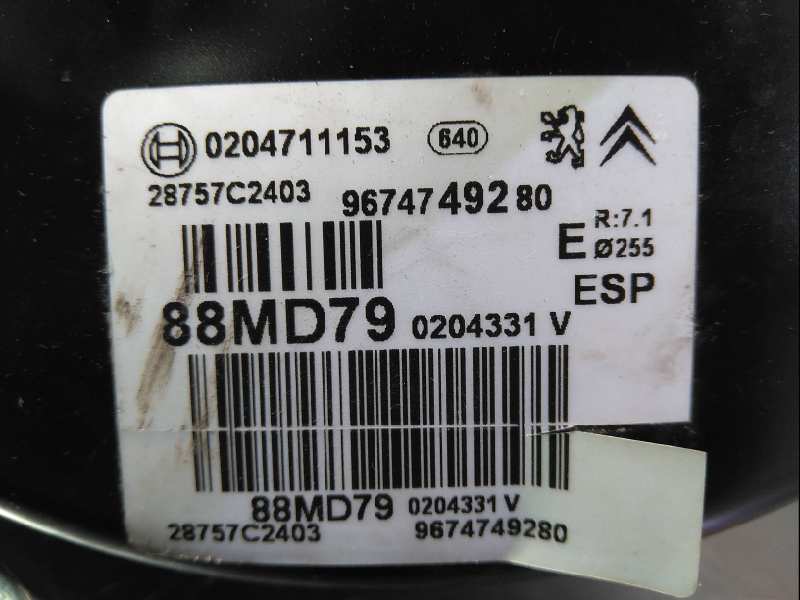 H 0204711153 640
28757C2403 9674749280
E R:7.1
Ø255
ESP
88MD79 0204331 V
88MD79 0204331 V
28757C2403 9674749280